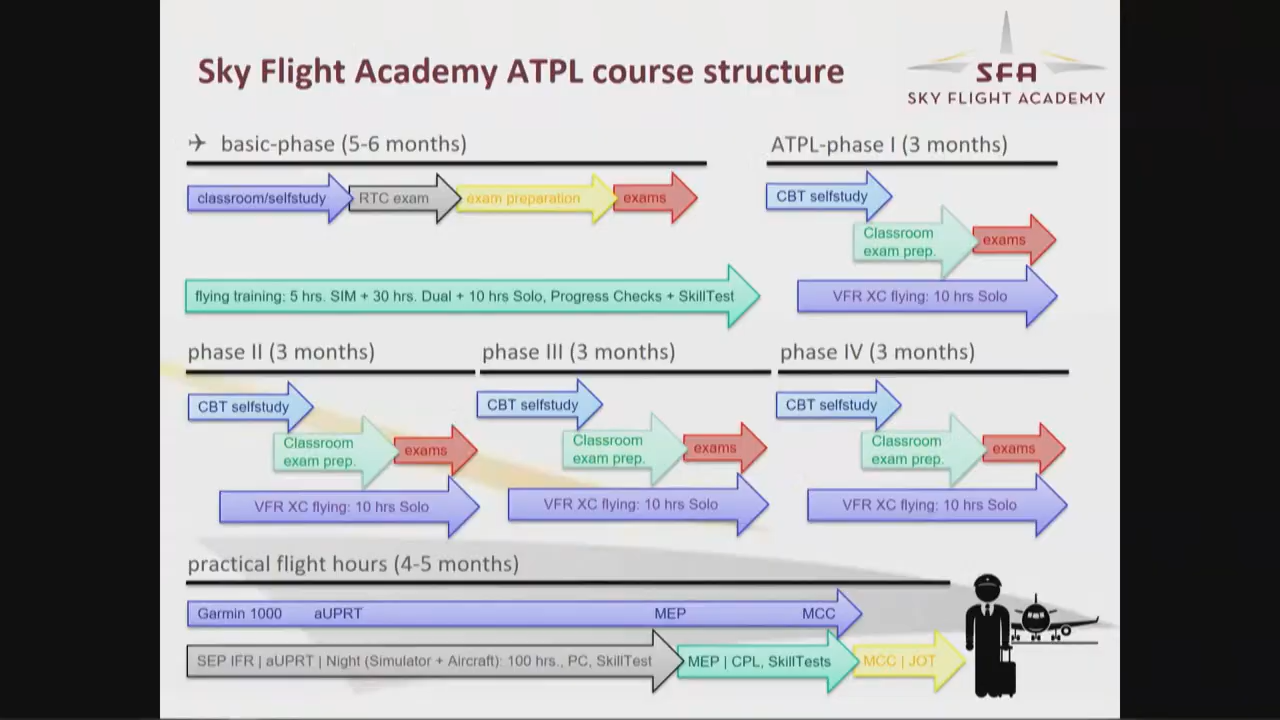 Sky Flight Academy ATPL course structure
SFA
SKY FLIGHT ACADEMY
basic-phase (5-6 months)
ATPL-phase I (3 months)
classroom/selfstudy
RTC exam
exam preparation
exams
CBT selfstudy
Classroom
exam prep.
exams
flying training: 5 hrs. SIM + 30 hrs. Dual + 10 hrs Solo, Progress Checks + SkillTest
VFR XC flying: 10 hrs Solo
phase II (3 months)
phase III (3 months)
phase IV (3 months)
CBT selfstudy
Classroom
exam prep.
exams
VFR XC flying: 10 hrs Solo
CBT selfstudy
Classroom
exam prep.
exams
VFR XC flying: 10 hrs Solo
CBT selfstudy
Classroom
exam prep.
exams
VFR XC flying: 10 hrs Solo
practical flight hours (4-5 months)
Garmin 1000
aUPRT
MEP
MCC
SEP IFR | aUPRT | Night (Simulator + Aircraft): 100 hrs., PC, SkillTest
MEP | CPL, SkillTests
MCC | JOT